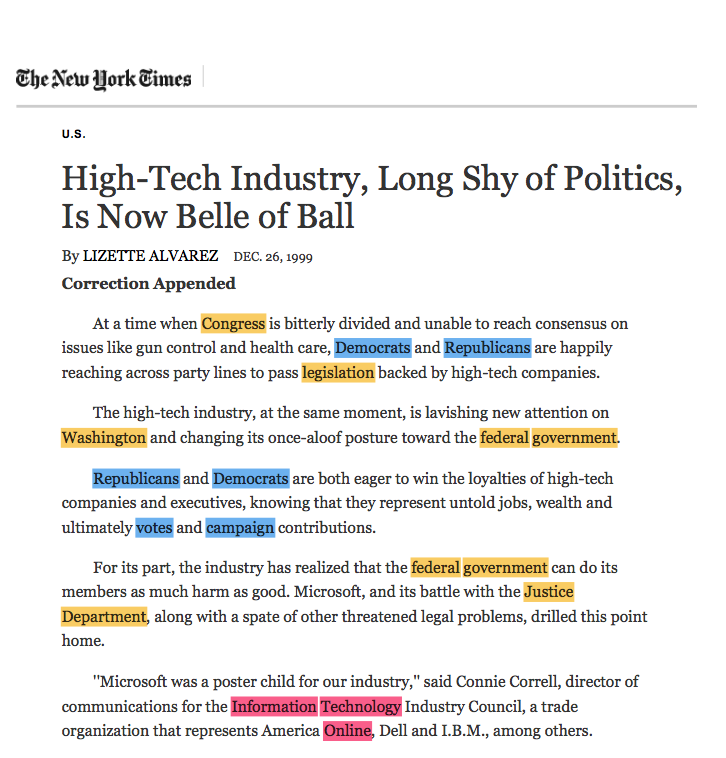 The New York Times
U.S.
High-Tech Industry, Long Shy of Politics,
Is Now Belle of Ball
By LIZETTE ALVAREZ DEC. 26, 1999
Correction Appended
At a time when Congress is bitterly divided and unable to reach consensus on
issues like gun control and health care, Democrats and Republicans are happily
reaching across party lines to pass legislation backed by high-tech companies.
The high-tech industry, at the same moment, is lavishing new attention on
Washington and changing its once-aloof posture toward the federal government.
Republicans and Democrats are both eager to win the loyalties of high-tech
companies and executives, knowing that they represent untold jobs, wealth and
ultimately votes and campaign contributions.
For its part, the industry has realized that the federal government can do its
members as much harm as good. Microsoft, and its battle with the Justice
Department, along with a spate of other threatened legal problems, drilled this point
home.
"Microsoft was a poster child for our industry," said Connie Correll, director of
communications for the Information Technology Industry Council, a trade
organization that represents America Online, Dell and I.B.M., among others.